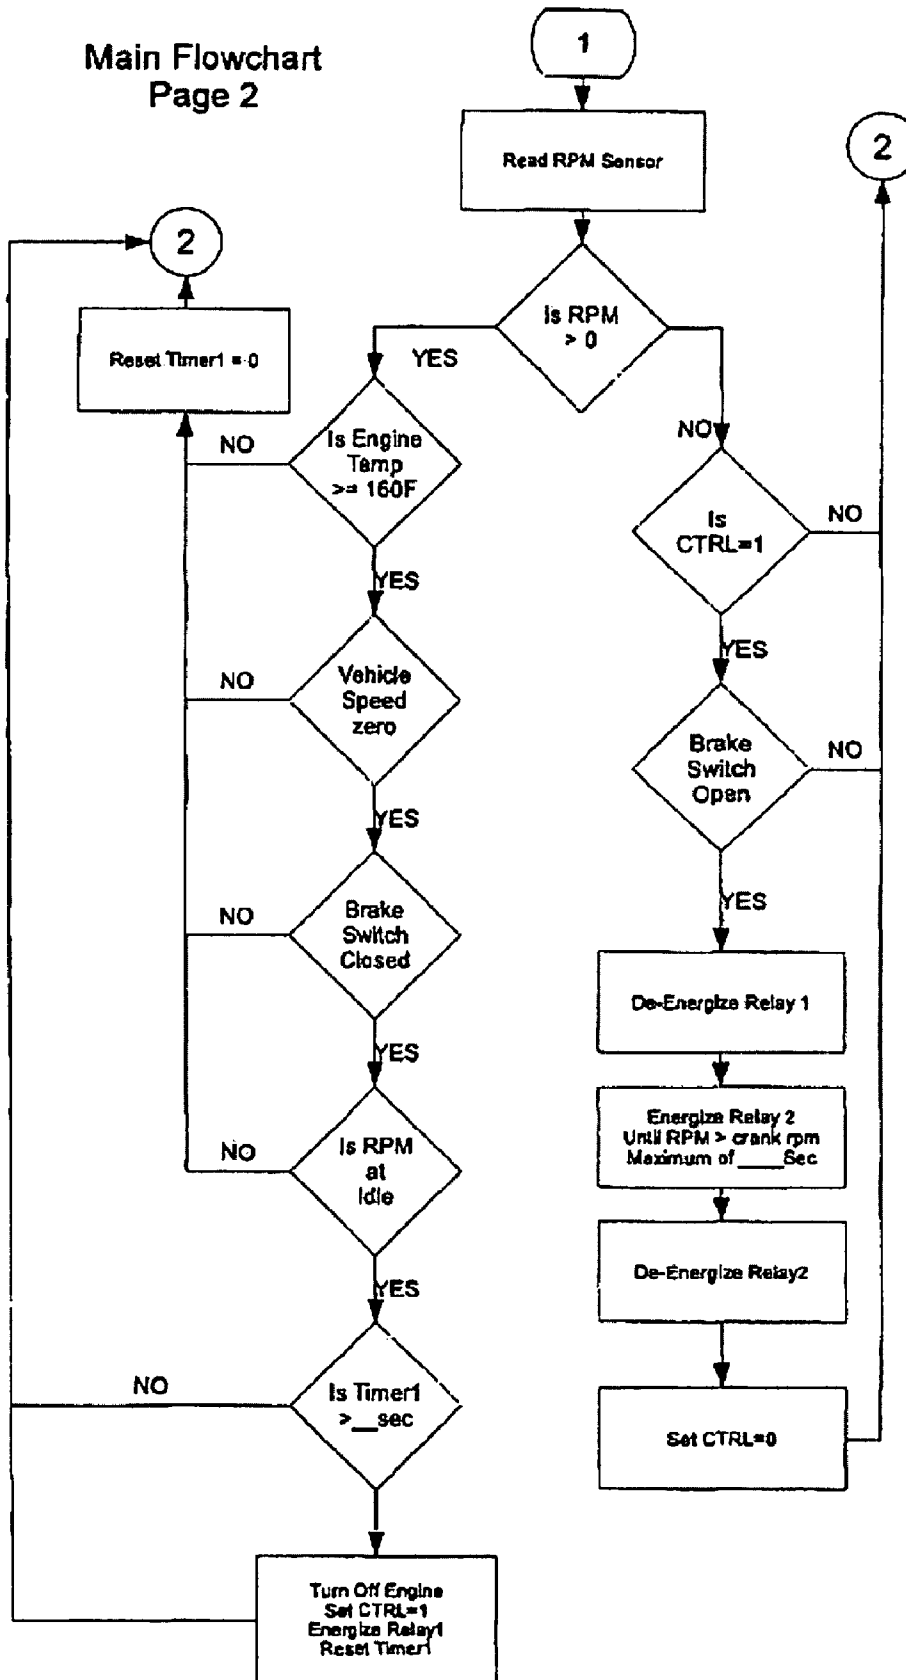 Main Flowchart
Page 2
1
Read RPM Sensor
2
2
Is RPM
> 0
Reset Timer1 = 0
YES
NO
Is Engine
Temp
>= 160F
NO
Is
CTRL=1
NO
YES
YES
Vehicle
Speed
zero
NO
Brake
Switch
Open
NO
YES
YES
Brake
Switch
Closed
NO
De-Energize Relay 1
YES
Energize Relay 2
Until RPM > crank rpm
Maximum of ____Sec
Is RPM
at
Idle
NO
De-Energize Relay2
YES
Is Timer1
>__sec
NO
Set CTRL=0
Turn Off Engine
Set CTRL=1
Energize Relay1
Reset Timer1